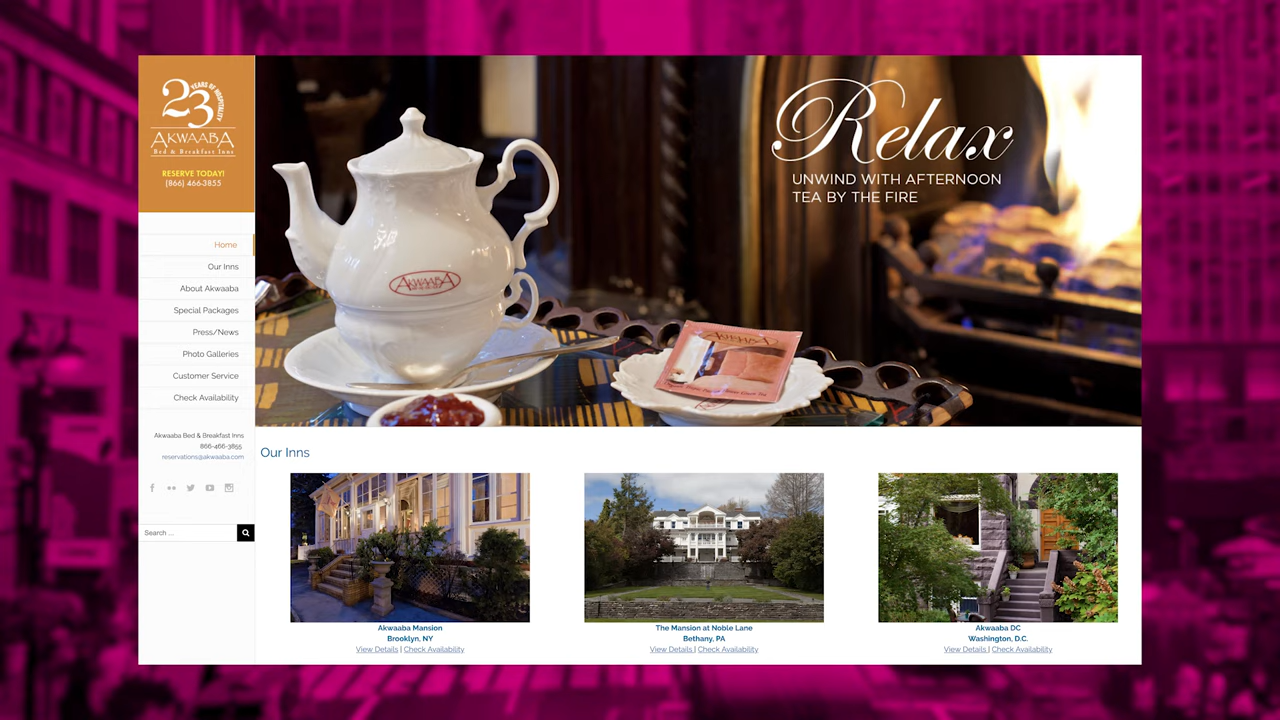 23
YEARS OF HOSPITALITY
AKWAABA
Bed & Breakfast Inns
RESERVE TODAY!
(866) 466-3855
Home
Our Inns
About Akwaaba
Special Packages
Press/News
Photo Galleries
Customer Service
Check Availability
Akwaaba Bed & Breakfast Inns
866-466-3855
reservations@akwaaba.com
Search ...
Relax
UNWIND WITH AFTERNOON
TEA BY THE FIRE
AKWAABA
AKWAABA
Our Inns
Akwaaba Mansion
Brooklyn, NY
View Details | Check Availability
The Mansion at Noble Lane
Bethany, PA
View Details | Check Availability
Akwaaba DC
Washington, D.C.
View Details | Check Availability